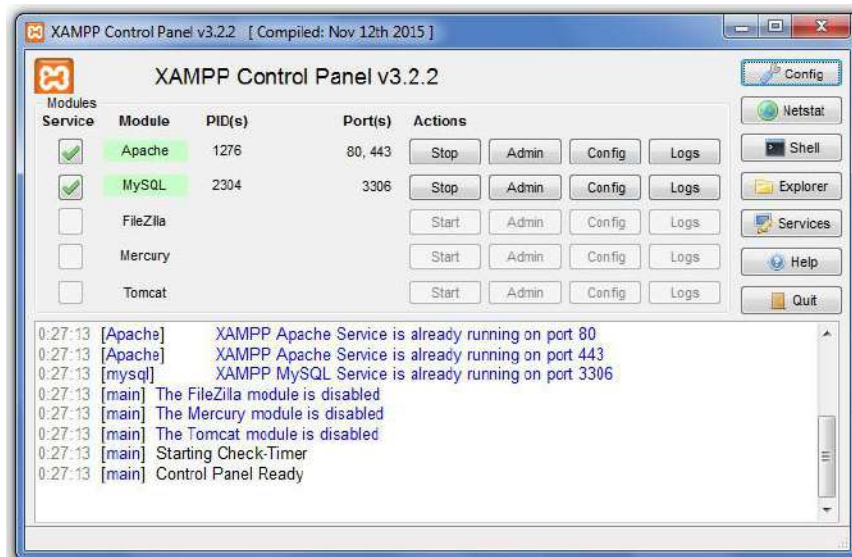 XAMPP Control Panel v3.2.2 [ Compiled: Nov 12th 2015 ]
XAMPP Control Panel v3.2.2
Config
Modules
Service Module PID(s) Port(s) Actions
Netstat
Apache 1276 80, 443 Stop Admin Config Logs
Shell
MySQL 2304 3306 Stop Admin Config Logs
Explorer
FileZilla Start Admin Config Logs
Services
Mercury Start Admin Config Logs
Help
Tomcat Start Admin Config Logs
Quit
0:27:13 [Apache] XAMPP Apache Service is already running on port 80
0:27:13 [Apache] XAMPP Apache Service is already running on port 443
0:27:13 [mysql] XAMPP MySQL Service is already running on port 3306
0:27:13 [main] The FileZilla module is disabled
0:27:13 [main] The Mercury module is disabled
0:27:13 [main] The Tomcat module is disabled
0:27:13 [main] Starting Check-Timer
0:27:13 [main] Control Panel Ready